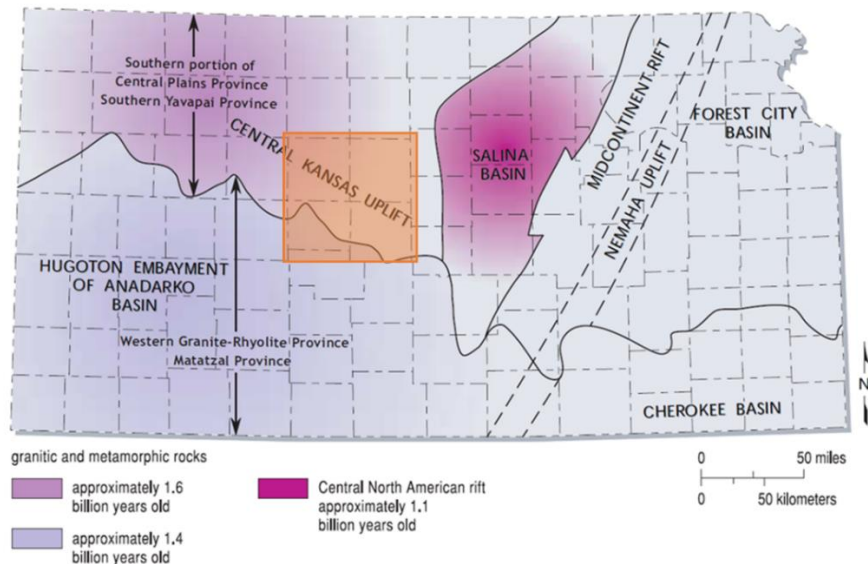 Southern portion of
Central Plains Province
Southern Yavapai Province
CENTRAL KANSAS UPLIFT
SALINA
BASIN
MIDCONTINENT RIFT
NEMAHA UPLIFT
FOREST CITY
BASIN
HUGOTON EMBAYMENT
OF ANADARKO
BASIN
Western Granite-Rhyolite Province
Matatzal Province
CHEROKEE BASIN
N
granitic and metamorphic rocks
approximately 1.6
billion years old
approximately 1.4
billion years old
Central North American rift
approximately 1.1
billion years old
0 50 miles
0 50 kilometers